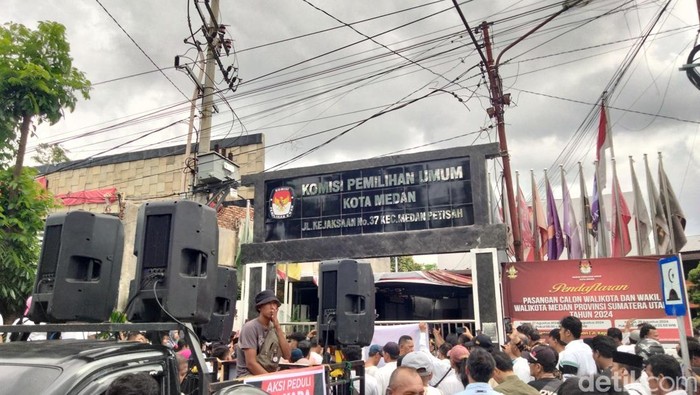 KOMISI PEMILIHAN UMUM
KOTA MEDAN
JL. KEJAKSAAN No.37 KEC.MEDAN PETISAH
Pendaftaran
PASANGAN CALON WALIKOTA DAN WAKIL
WALIKOTA MEDAN PROVINSI SUMATERA UTARA
TAHUN 2024
AKSI PEDULI
detikcom